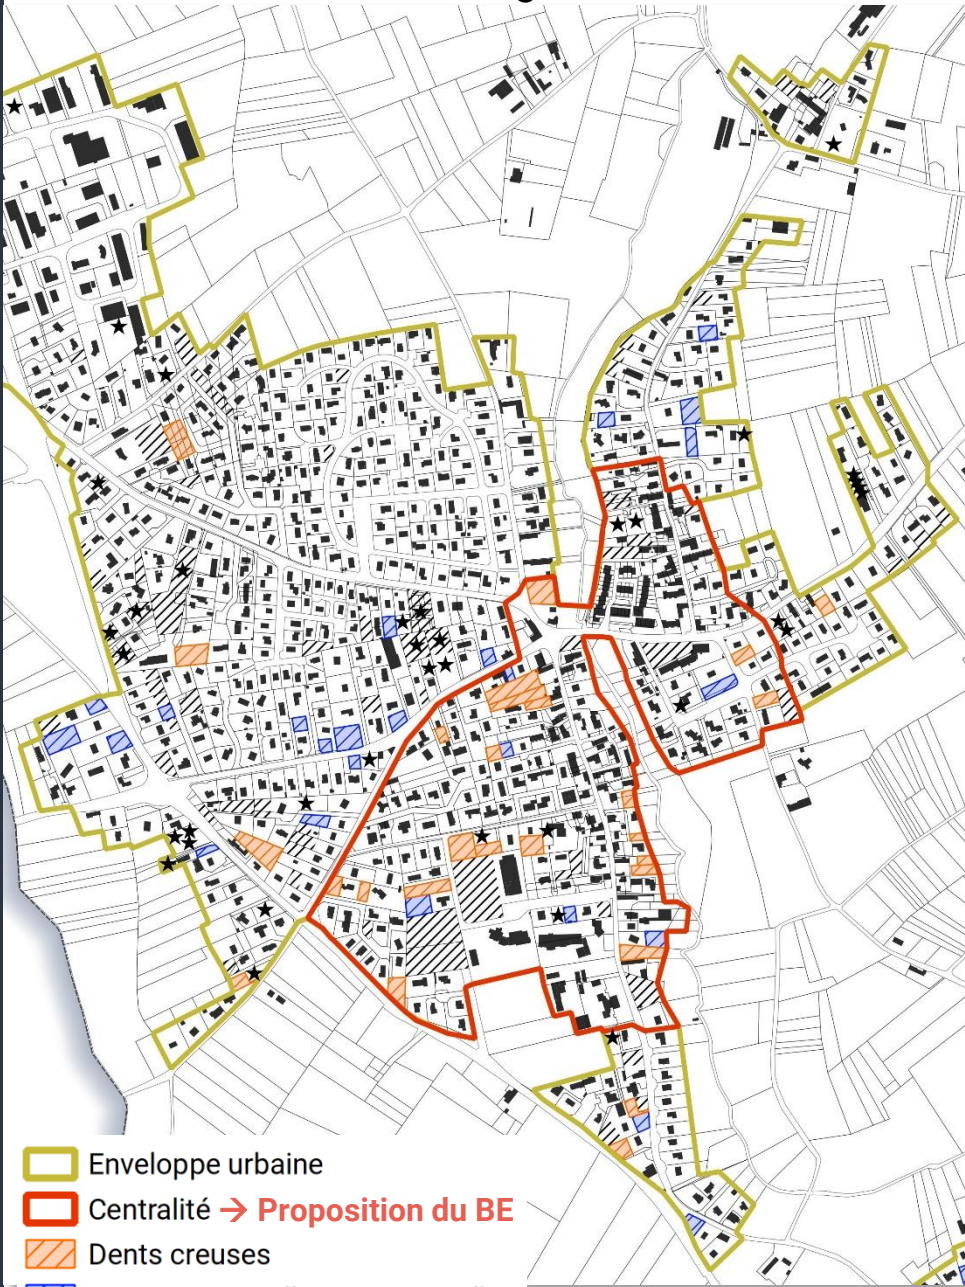 Enveloppe urbaine
Centralité → Proposition du BE
Dents creuses